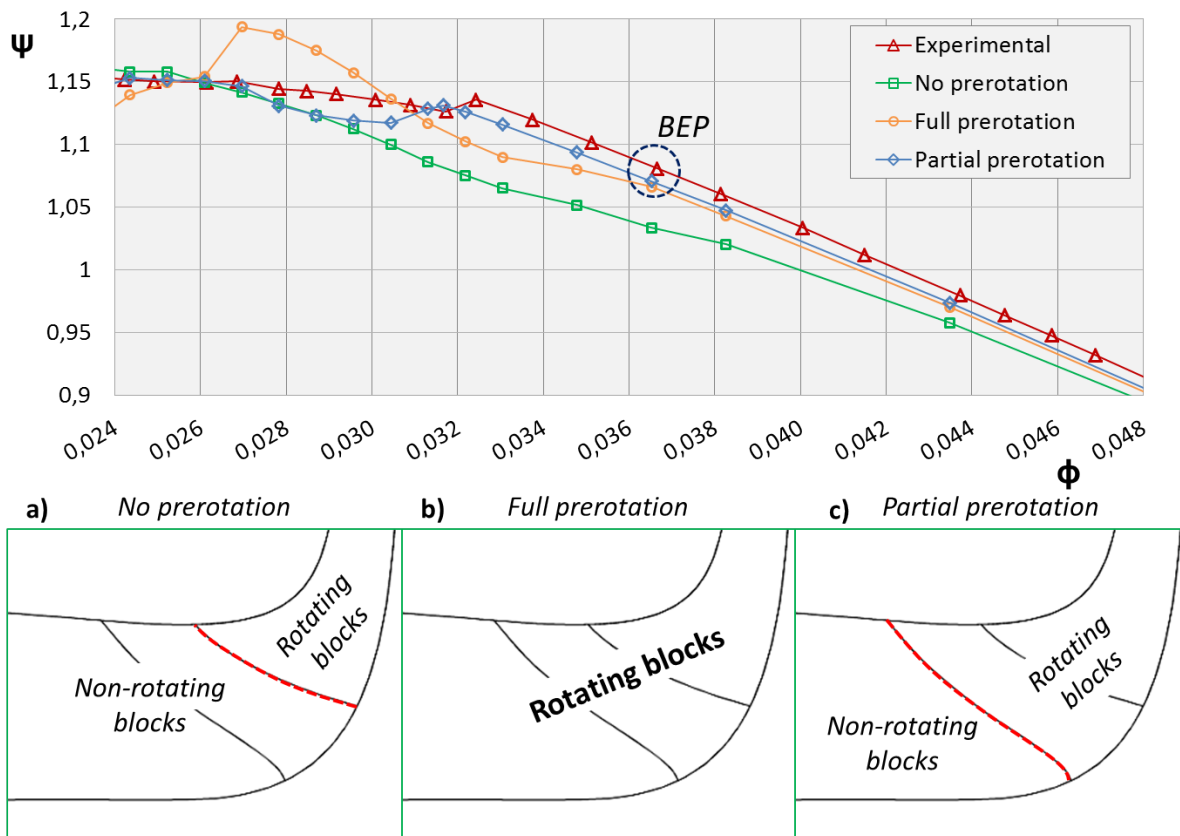 Ψ
1,2
1,15
1,1
1,05
1
0,95
0,9
Experimental
No prerotation
Full prerotation
Partial prerotation
BEP
0,024
0,026
0,028
0,030
0,032
0,034
0,036
0,038
0,040
0,042
0,044
0,046
0,048
ϕ
a) No prerotation
Rotating
blocks
Non-rotating
blocks
b) Full prerotation
Rotating blocks
c) Partial prerotation
Rotating
blocks
Non-rotating
blocks